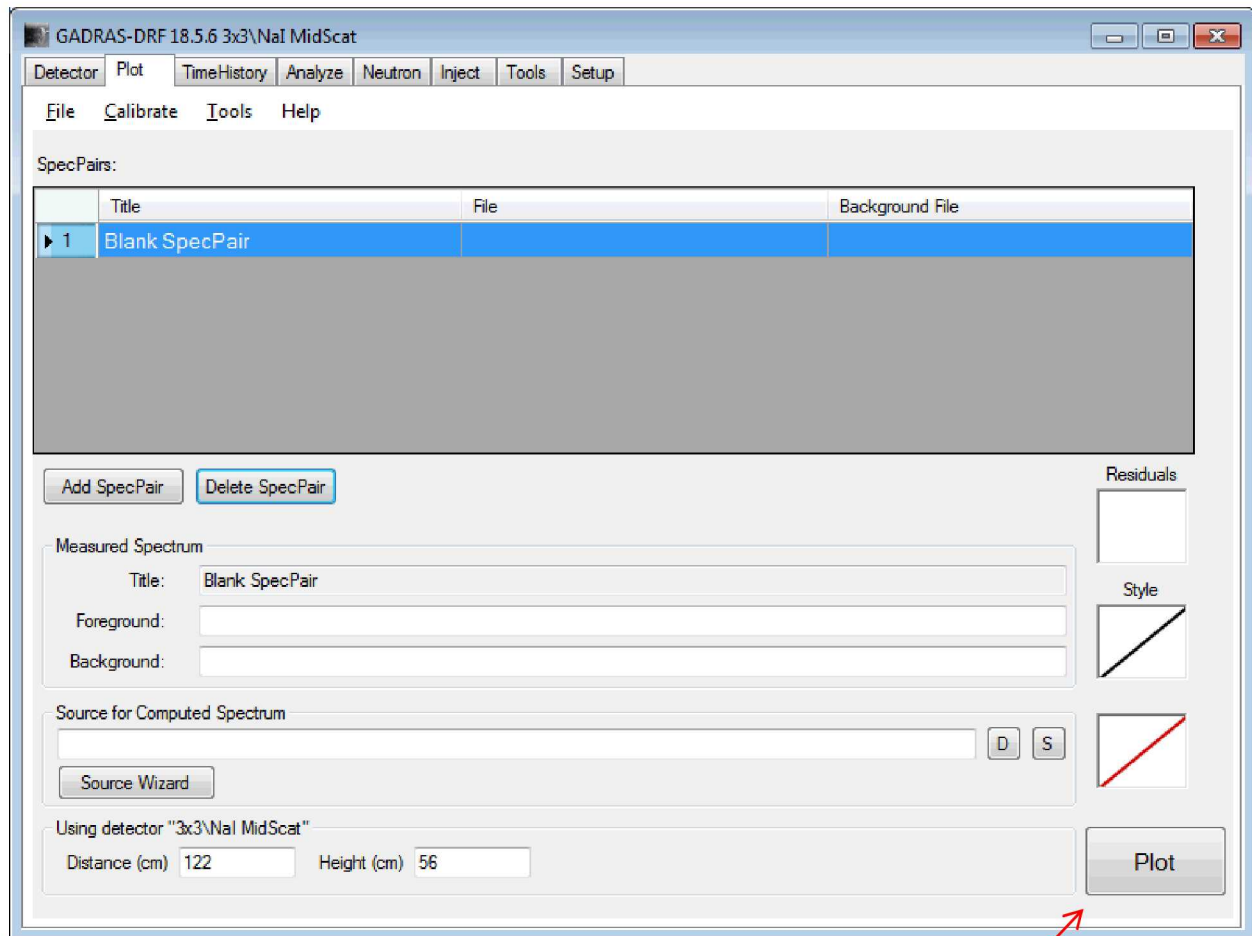 GADRAS-DRF 18.5.6 3x3\NaI MidScat
Detector Plot TimeHistory Analyze Neutron Inject Tools Setup
File Calibrate Tools Help
SpecPairs:
Title File Background File
1 Blank SpecPair
Add SpecPair Delete SpecPair
Residuals
Measured Spectrum
Title: Blank SpecPair
Style
Foreground:
Background:
Source for Computed Spectrum
D S
Source Wizard
Using detector "3x3\NaI MidScat"
Distance (cm) 122 Height (cm) 56
Plot